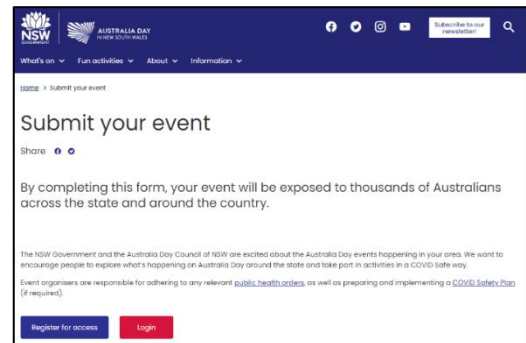 NSW
GOVERNMENT
AUSTRALIA DAY
IN NEW SOUTH WALES
Subscribe to our
newsletter!
What's on
Fun activities
About
Information
Home > Submit your event
Submit your event
Share
By completing this form, your event will be exposed to thousands of Australians
across the state and around the country.
The NSW Government and the Australia Day Council of NSW are excited about the Australia Day events happening in your area. We want to
encourage people to explore what's happening on Australia Day around the state and take part in activities in a COVID Safe way.
Event organisers are responsible for adhering to any relevant public health orders, as well as preparing and implementing a COVID Safety Plan
(if required).
Register for access
Login